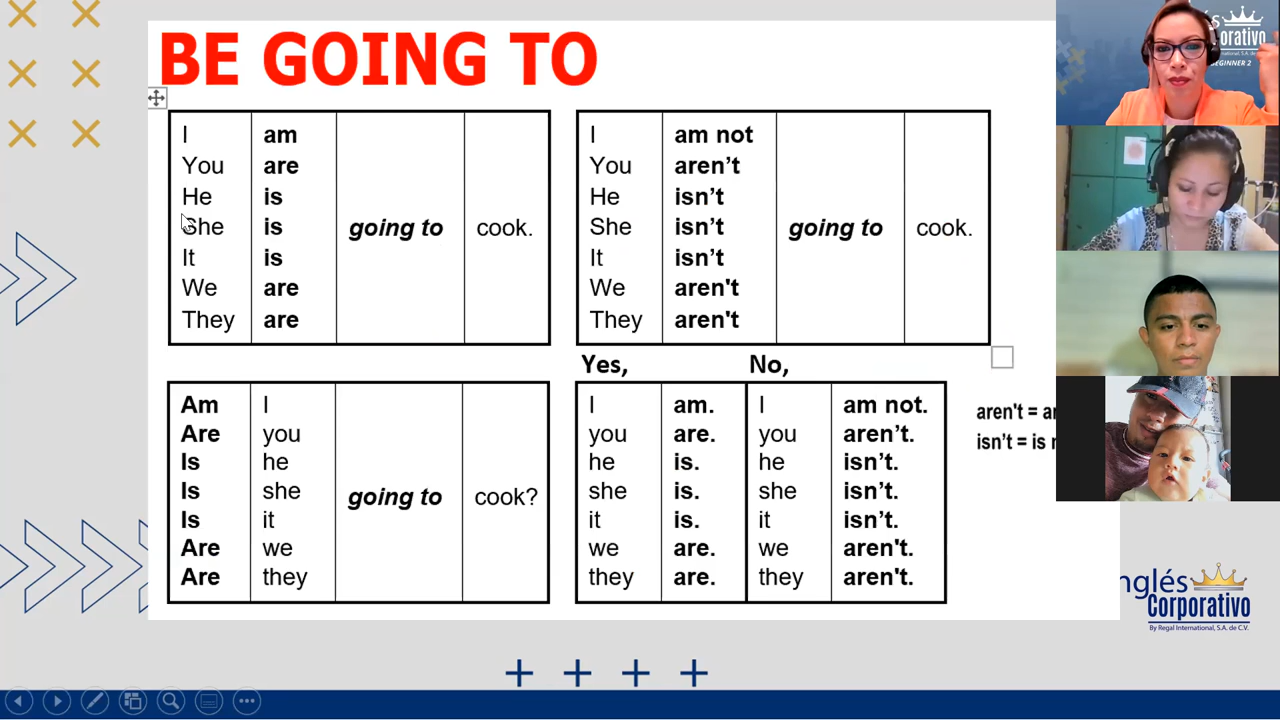 BE GOING TO
I am
You are
He is
She is
It is
We are
They are
going to
cook.
I am not
You aren’t
He isn’t
She isn’t
It isn’t
We aren't
They aren't
going to
cook.
Am I
Are you
Is he
Is she
Is it
Are we
Are they
going to
cook?
Yes, No,
I am. I am not.
you are. you aren’t.
he is. he isn’t.
she is. she isn’t.
it is. it isn’t.
we are. we aren't.
they are. they aren't.
aren't =
isn’t = is
BEGINNER 2
Corporativo
By Regal International, S.A. de C.V.